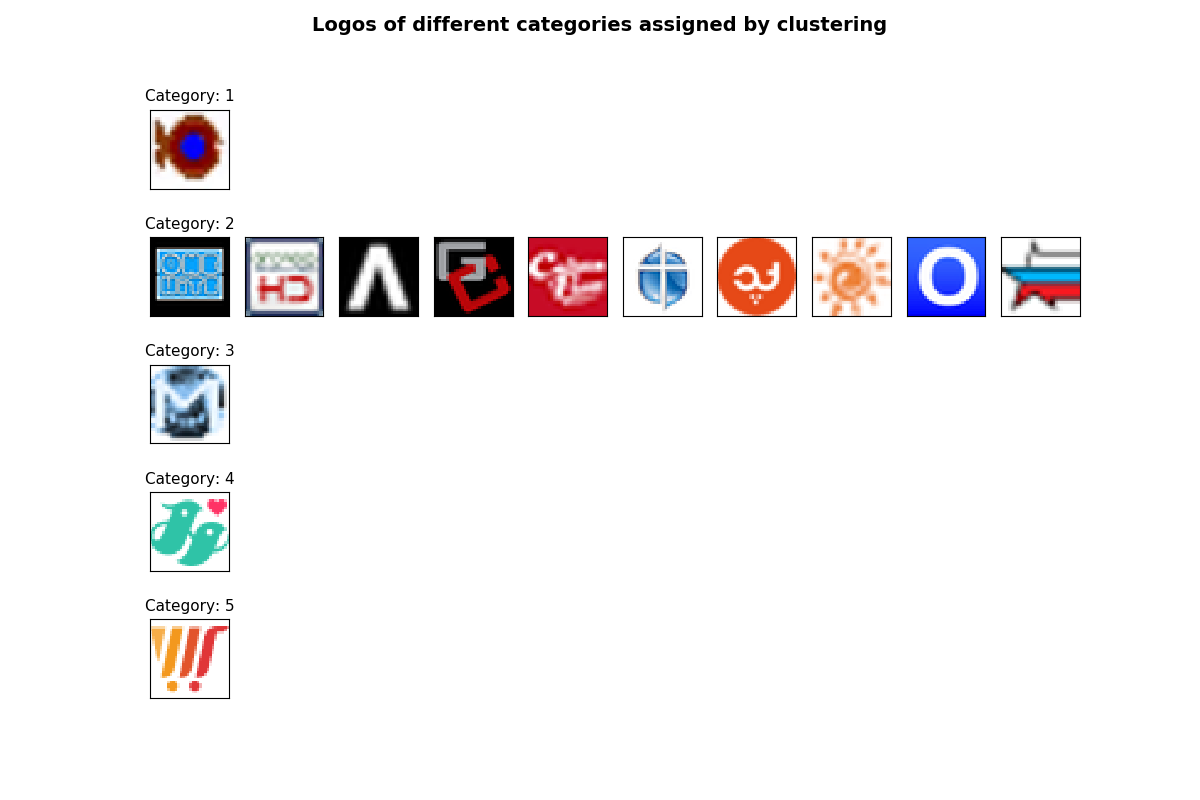 Logos of different categories assigned by clustering
Category: 1
Category: 2
ONE
LITE
HD
O
Category: 3
M
Category: 4
Category: 5